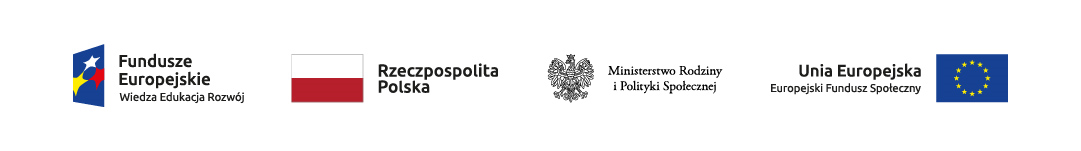 Fundusze
Europejskie
Wiedza Edukacja Rozwój
Rzeczpospolita
Polska
Ministerstwo Rodziny
i Polityki Społecznej
Unia Europejska
Europejski Fundusz Społeczny